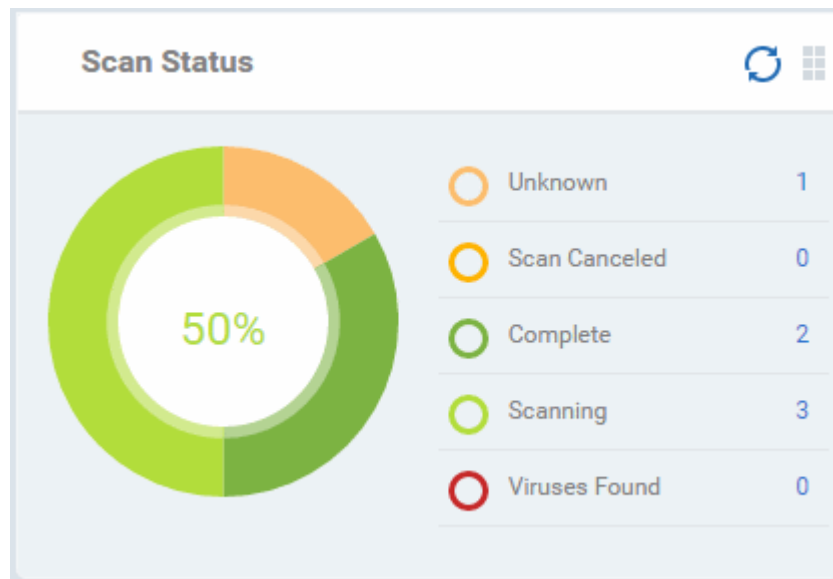 Scan Status
50%
Unknown 1
Scan Canceled 0
Complete 2
Scanning 3
Viruses Found 0